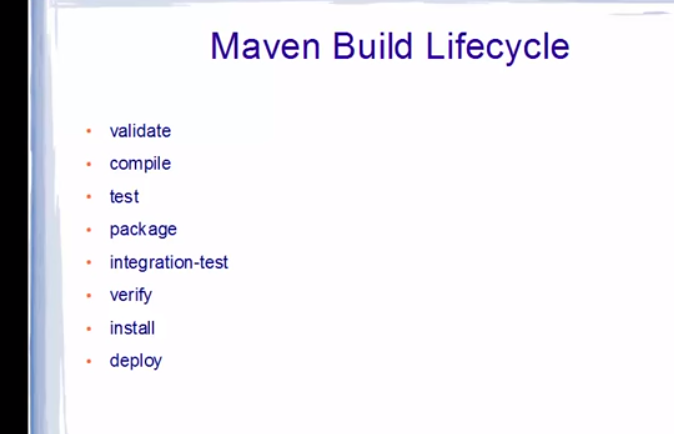 Maven Build Lifecycle
validate
compile
test
package
integration-test
verify
install
deploy